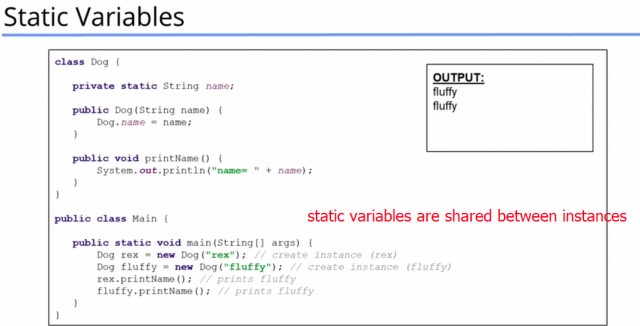 Static Variables
class Dog {
private static String name;
public Dog(String name) {
Dog.name = name;
}
public void printName() {
System.out.println("name= " + name);
}
}
public class Main {
public static void main(String[] args) {
Dog rex = new Dog("rex"); // create instance (rex)
Dog fluffy = new Dog("fluffy"); // create instance (fluffy)
rex.printName(); // prints fluffy
fluffy.printName(); // prints fluffy
}
}
OUTPUT:
fluffy
fluffy
static variables are shared between instances